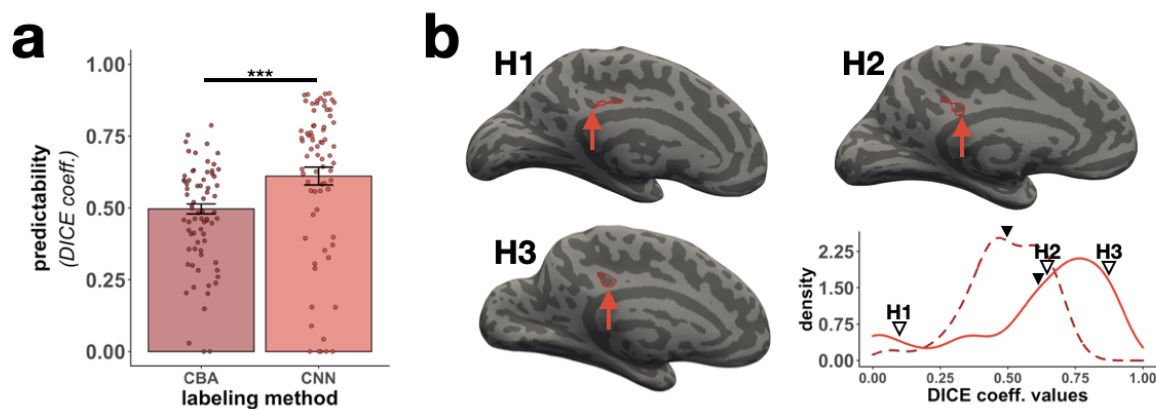 a
b
H1
H2
H3
predictability
(DICE coeff.)
1.00
0.75
0.50
0.25
0.00
***
CBA
CNN
labeling method
density
2.25
1.50
0.75
0.00
H1
H2
H3
0.00
0.25
0.50
0.75
1.00
DICE coeff. values